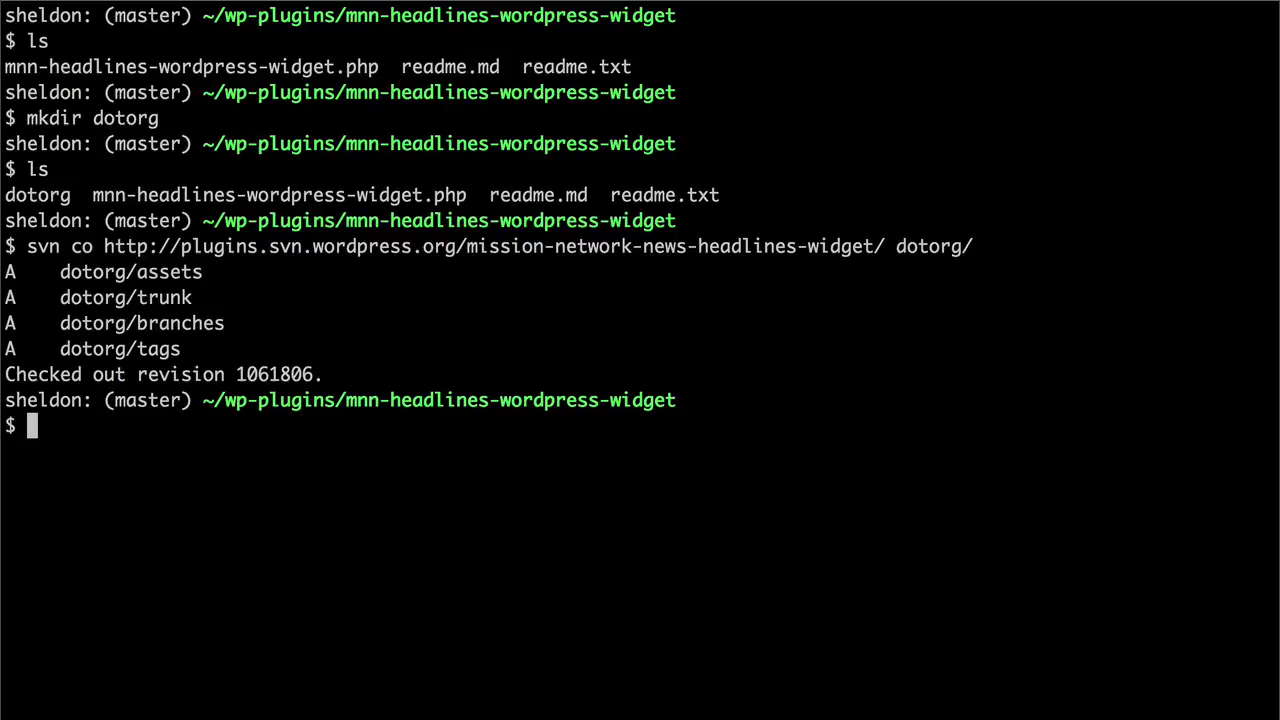 sheldon: (master) ~/wp-plugins/mnn-headlines-wordpress-widget
$ ls
mnn-headlines-wordpress-widget.php  readme.md  readme.txt
sheldon: (master) ~/wp-plugins/mnn-headlines-wordpress-widget
$ mkdir dotorg
sheldon: (master) ~/wp-plugins/mnn-headlines-wordpress-widget
$ ls
dotorg  mnn-headlines-wordpress-widget.php  readme.md  readme.txt
sheldon: (master) ~/wp-plugins/mnn-headlines-wordpress-widget
$ svn co http://plugins.svn.wordpress.org/mission-network-news-headlines-widget/ dotorg/
A    dotorg/assets
A    dotorg/trunk
A    dotorg/branches
A    dotorg/tags
Checked out revision 1061806.
sheldon: (master) ~/wp-plugins/mnn-headlines-wordpress-widget
$